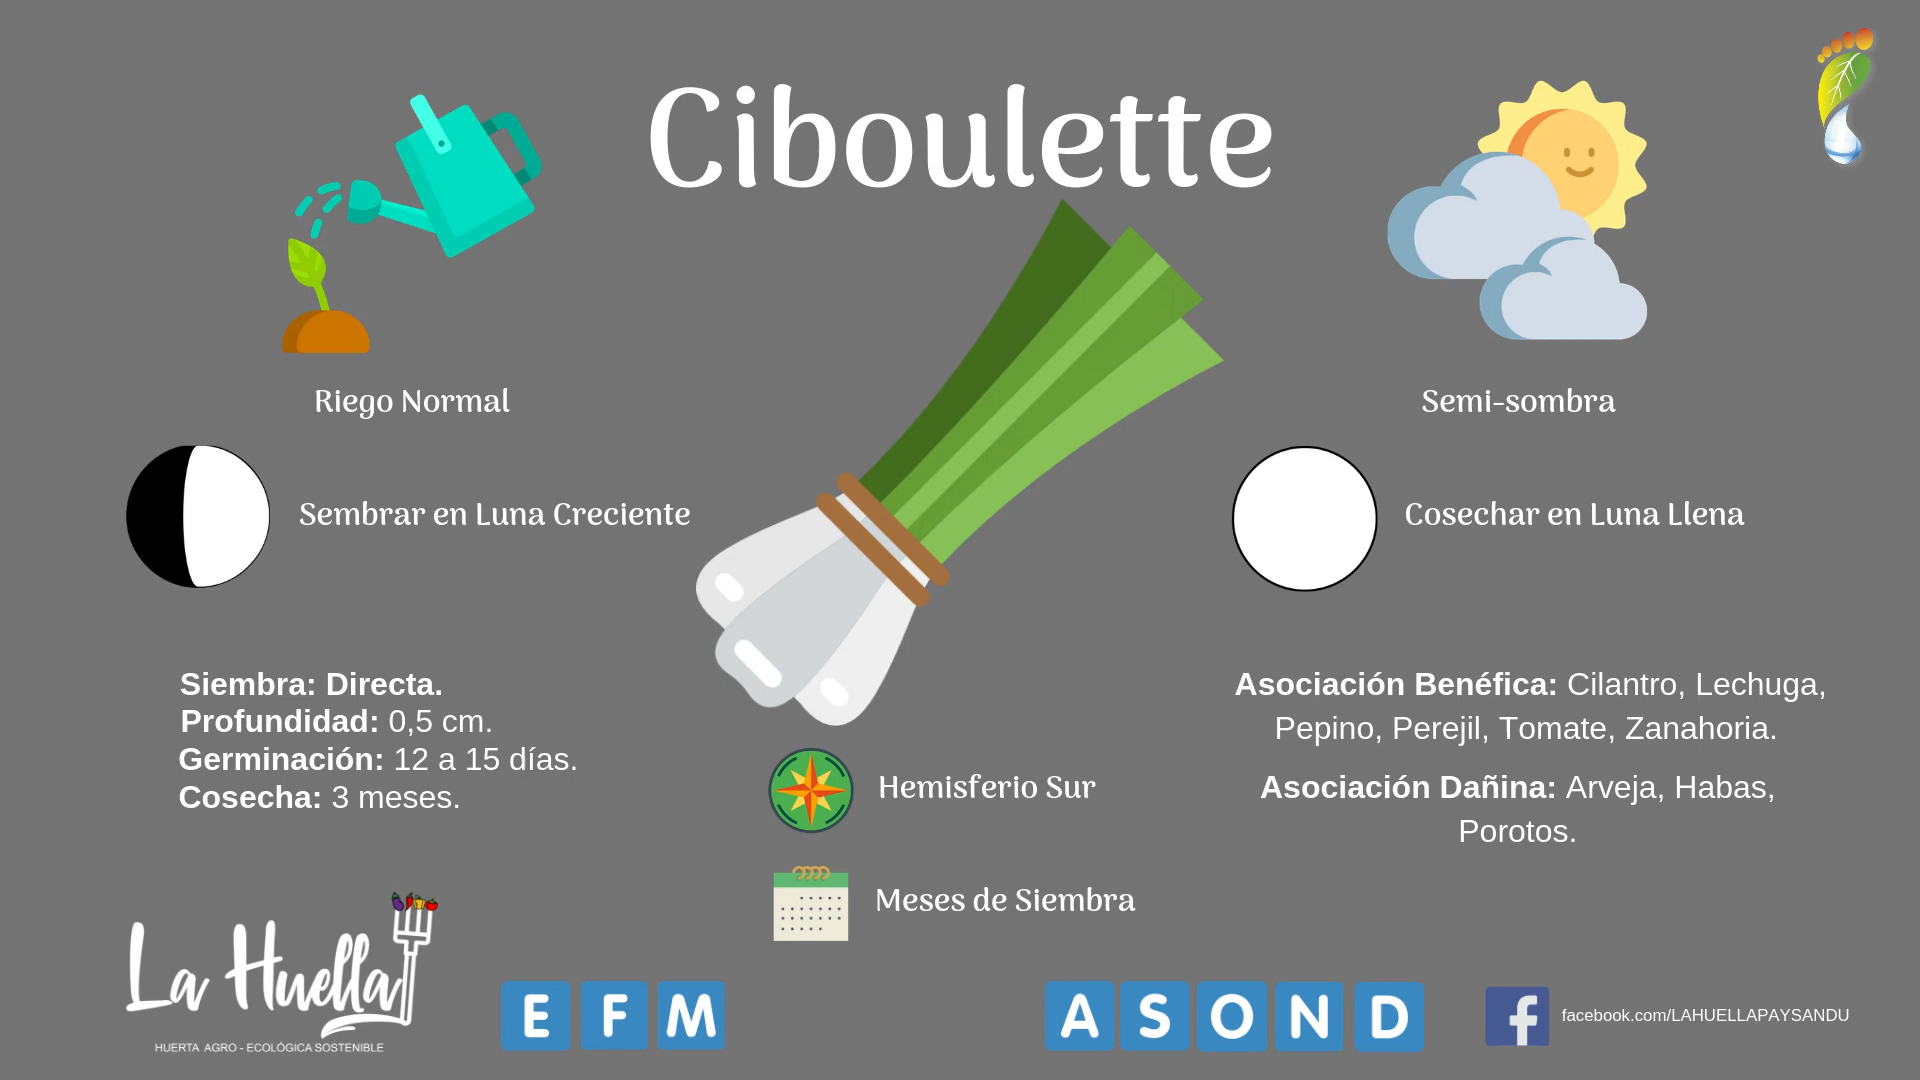 Ciboulette
Riego Normal
Semi-sombra
Sembrar en Luna Creciente
Cosechar en Luna Llena
Siembra: Directa.
Profundidad: 0,5 cm.
Germinación: 12 a 15 días.
Cosecha: 3 meses.
Asociación Benéfica: Cilantro, Lechuga,
Pepino, Perejil, Tomate, Zanahoria.
Asociación Dañina: Arveja, Habas,
Porotos.
Hemisferio Sur
Meses de Siembra
La Huella
HUERTA AGRO - ECOLÓGICA SOSTENIBLE
E F M
A S O N D
f facebook.com/LAHUELLAPAYSANDU